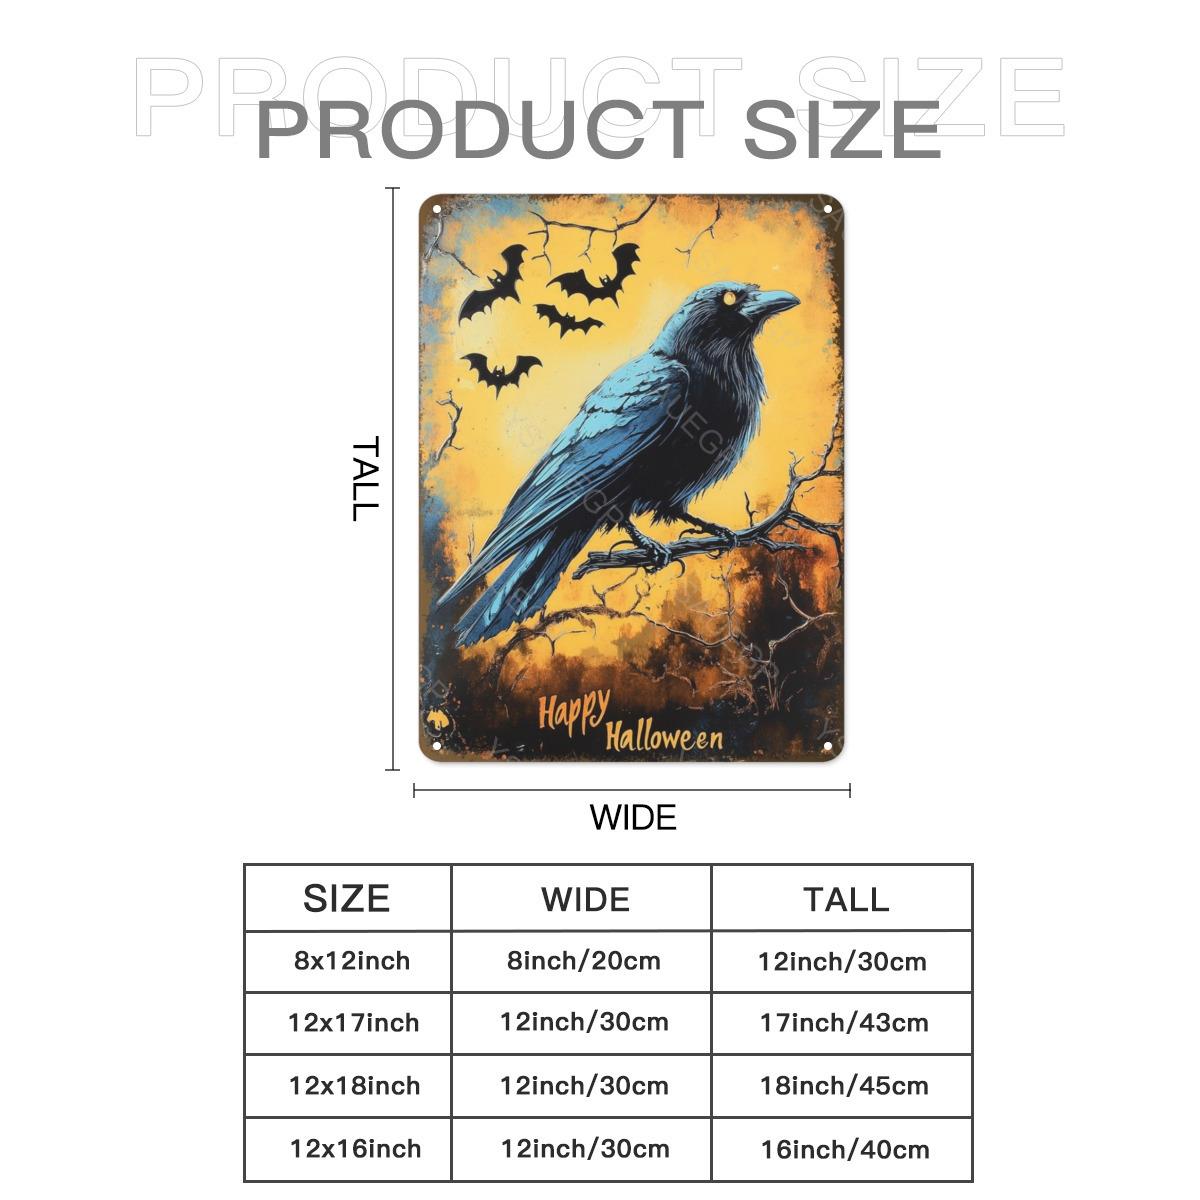 PRODUCT SIZE
PRODUCT SIZE
TALL
Happy
Halloween
WIDE
SIZE WIDE TALL
8x12inch 8inch/20cm 12inch/30cm
12x17inch 12inch/30cm 17inch/43cm
12x18inch 12inch/30cm 18inch/45cm
12x16inch 12inch/30cm 16inch/40cm